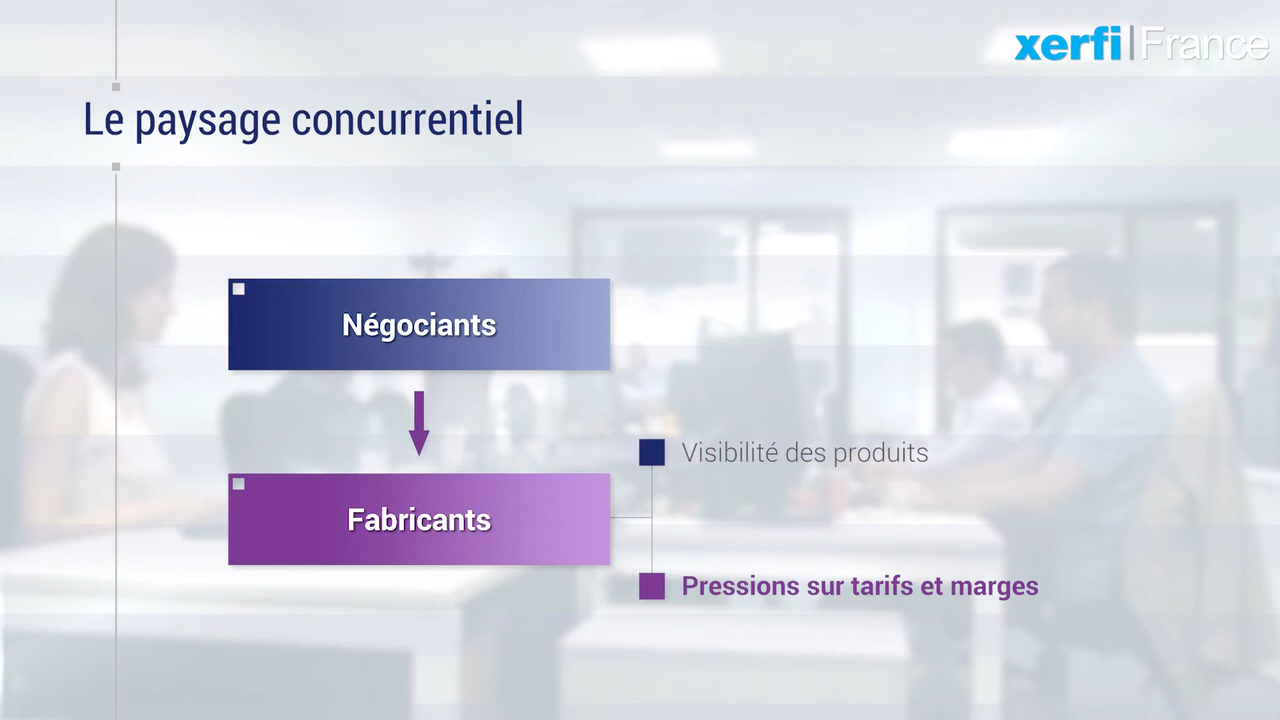 xerfi France
Le paysage concurrentiel
Négociants
Visibilité des produits
Fabricants
Pressions sur tarifs et marges